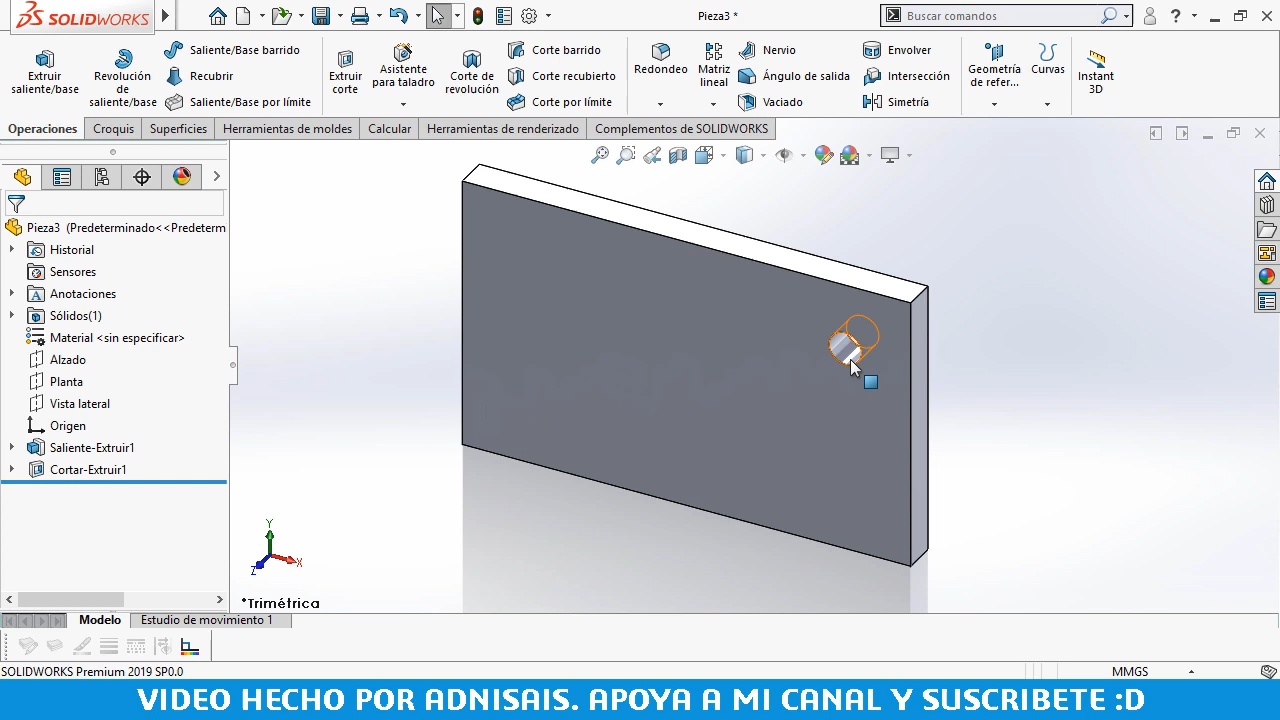 SOLIDWORKS
Pieza3 *
Buscar comandos
Extruir saliente/base
Revolución de saliente/base
Saliente/Base barrido
Recubrir
Saliente/Base por límite
Extruir corte
Asistente para taladro
Corte de revolución
Corte barrido
Corte recubierto
Corte por límite
Redondeo
Matriz lineal
Nervio
Ángulo de salida
Vaciado
Envolver
Intersección
Simetría
Geometría de refer...
Curvas
Instant 3D
Operaciones
Croquis
Superficies
Herramientas de moldes
Calcular
Herramientas de renderizado
Complementos de SOLIDWORKS
Pieza3 (Predeterminado<<Predeterm
Historial
Sensores
Anotaciones
Sólidos(1)
Material <sin especificar>
Alzado
Planta
Vista lateral
Origen
Saliente-Extruir1
Cortar-Extruir1
Y
X
Z
*Trimétrica
Modelo
Estudio de movimiento 1
SOLIDWORKS Premium 2019 SP0.0
MMGS
VIDEO HECHO POR ADNISAIS. APOYA A MI CANAL Y SUSCRIBETE :D